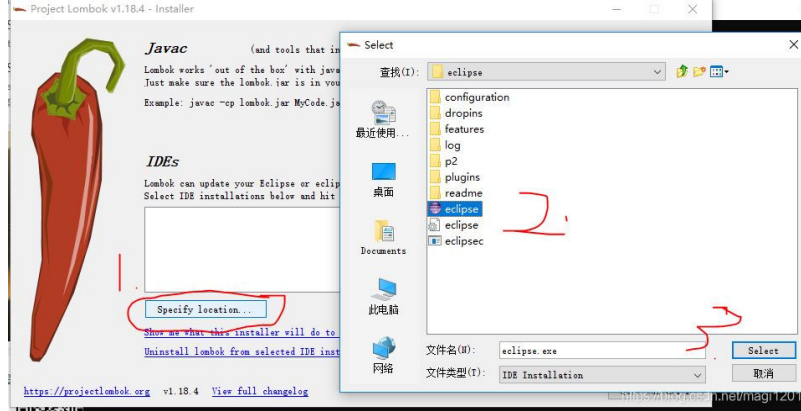 Project Lombok v1.18.4 - Installer
Javac (and tools that in
Lombok works 'out of the box' with java
Just make sure the lombok.jar is in you
Example: javac -cp lombok.jar MyCode.ja
IDEs
Lombok can update your Eclipse or eclip
Select IDE installations below and hit
1.
Specify location...
Show me what this installer will do to
Uninstall lombok from selected IDE inst
https://projectlombok.org v1.18.4 View full changelog
Select
查找(I): eclipse
最近使用...
桌面
Documents
此电脑
网络
configuration
dropins
features
log
p2
plugins
readme
eclipse
eclipse
eclipsec
2.
3.
文件名(N): eclipse.exe Select
文件类型(T): IDE Installation 取消
https://blog.csdn.net/magi1201